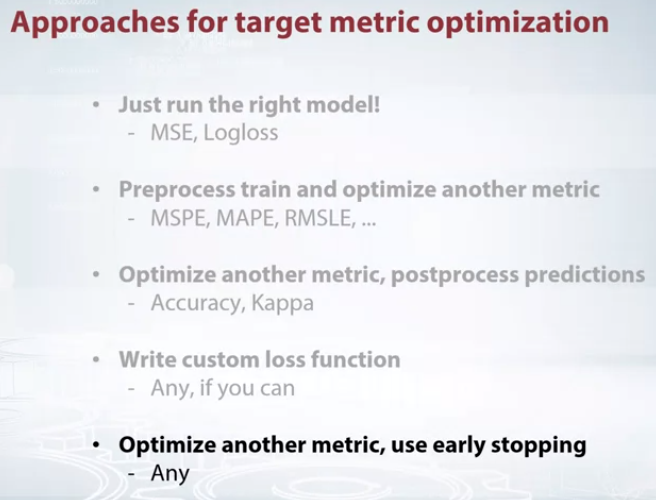 Approaches for target metric optimization
• Just run the right model!
- MSE, Logloss
• Preprocess train and optimize another metric
- MSPE, MAPE, RMSLE, ...
• Optimize another metric, postprocess predictions
- Accuracy, Kappa
• Write custom loss function
- Any, if you can
• Optimize another metric, use early stopping
- Any